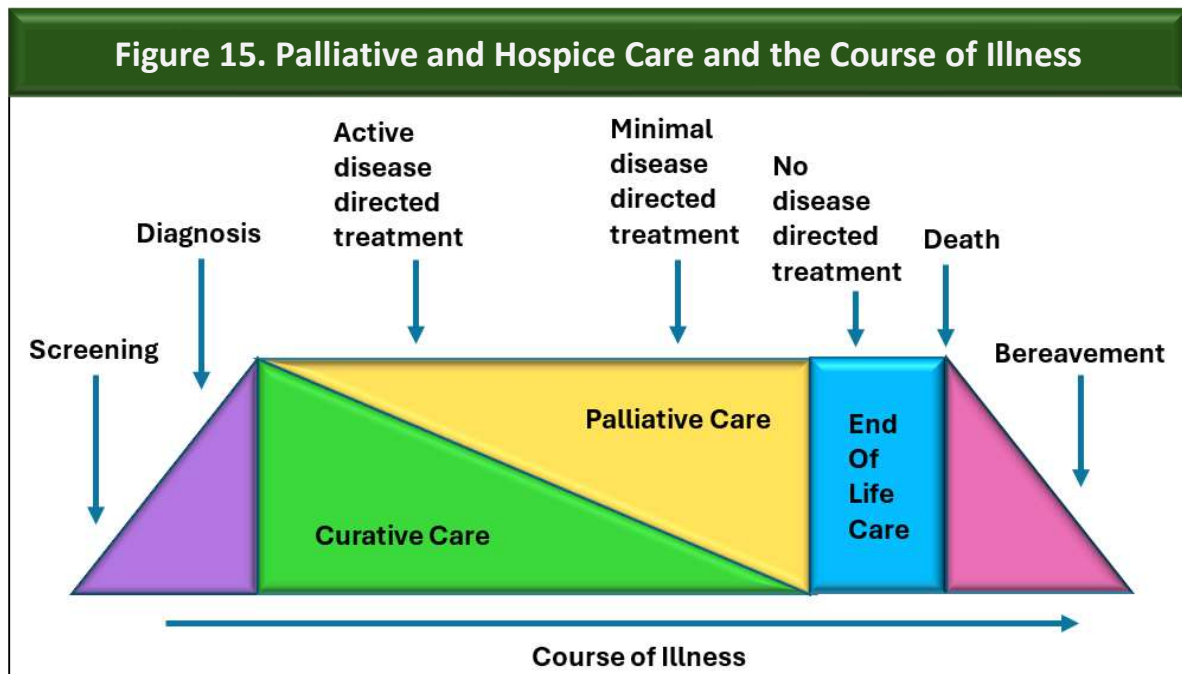 Figure 15. Palliative and Hospice Care and the Course of Illness
Screening
Diagnosis
Active
disease
directed
treatment
Minimal
disease
directed
treatment
No
disease
directed
treatment
Death
Bereavement
Curative Care
Palliative Care
End
Of
Life
Care
Course of Illness